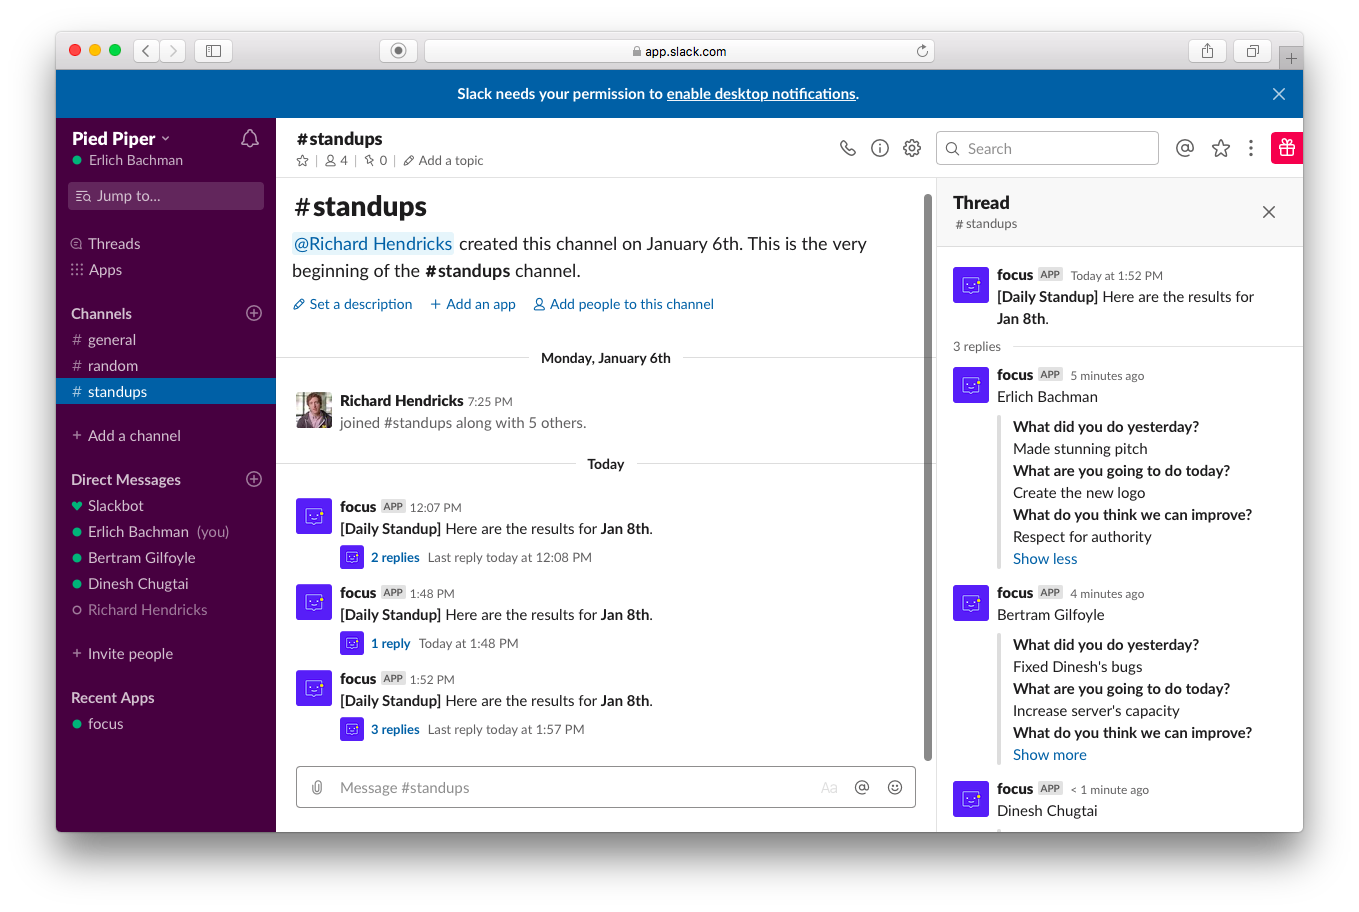 app.slack.com
Slack needs your permission to enable desktop notifications.
Pied Piper
Erlich Bachman
Jump to...
Threads
Apps
Channels
# general
# random
# standups
+ Add a channel
Direct Messages
Slackbot
Erlich Bachman (you)
Bertram Gilfoyle
Dinesh Chugtai
Richard Hendricks
+ Invite people
Recent Apps
focus
#standups
4 | 0 | Add a topic
Search
#standups
@Richard Hendricks created this channel on January 6th. This is the very
beginning of the #standups channel.
Set a description + Add an app Add people to this channel
Monday, January 6th
Richard Hendricks 7:25 PM
joined #standups along with 5 others.
Today
focus APP 12:07 PM
[Daily Standup] Here are the results for Jan 8th.
2 replies Last reply today at 12:08 PM
focus APP 1:48 PM
[Daily Standup] Here are the results for Jan 8th.
1 reply Today at 1:48 PM
focus APP 1:52 PM
[Daily Standup] Here are the results for Jan 8th.
3 replies Last reply today at 1:57 PM
Message #standups
Aa
Thread
# standups
focus APP Today at 1:52 PM
[Daily Standup] Here are the results for
Jan 8th.
3 replies
focus APP 5 minutes ago
Erlich Bachman
What did you do yesterday?
Made stunning pitch
What are you going to do today?
Create the new logo
What do you think we can improve?
Respect for authority
Show less
focus APP 4 minutes ago
Bertram Gilfoyle
What did you do yesterday?
Fixed Dinesh's bugs
What are you going to do today?
Increase server's capacity
What do you think we can improve?
Show more
focus APP < 1 minute ago
Dinesh Chugtai